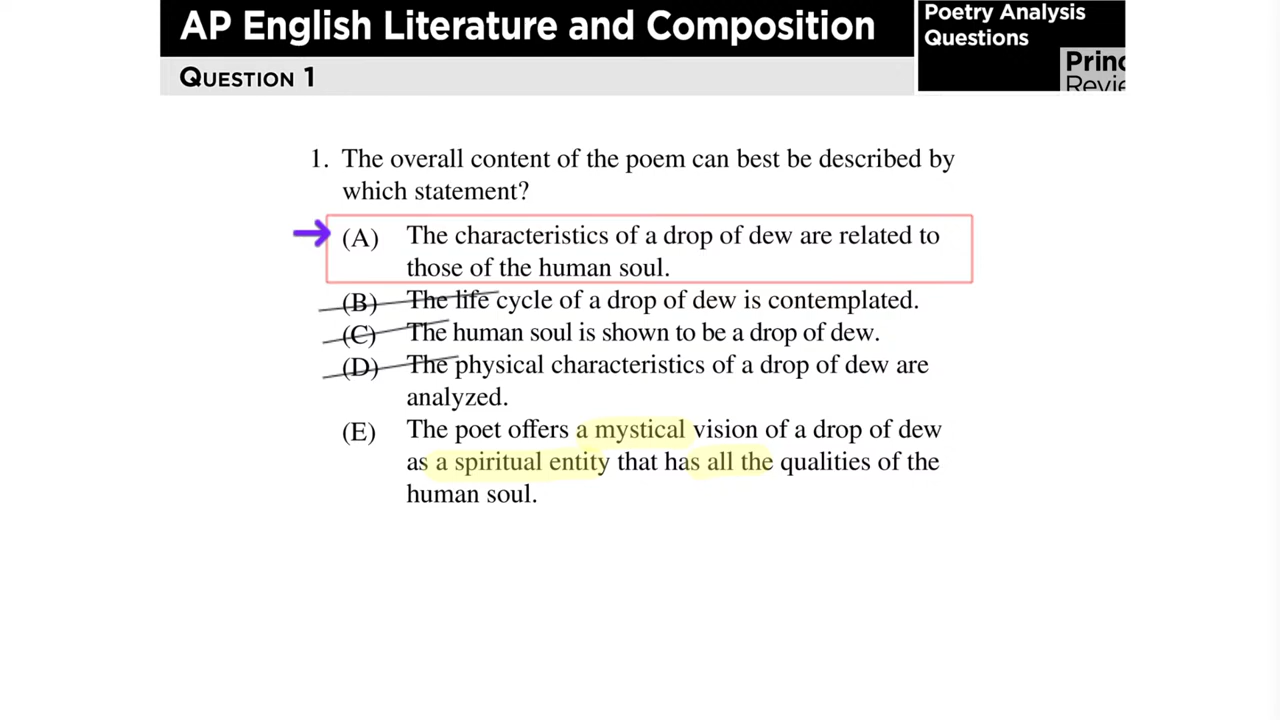 AP English Literature and Composition
Poetry Analysis
Questions
QUESTION 1
1. The overall content of the poem can best be described by
which statement?
(A) The characteristics of a drop of dew are related to
those of the human soul.
(B) The life cycle of a drop of dew is contemplated.
(C) The human soul is shown to be a drop of dew.
(D) The physical characteristics of a drop of dew are
analyzed.
(E) The poet offers a mystical vision of a drop of dew
as a spiritual entity that has all the qualities of the
human soul.